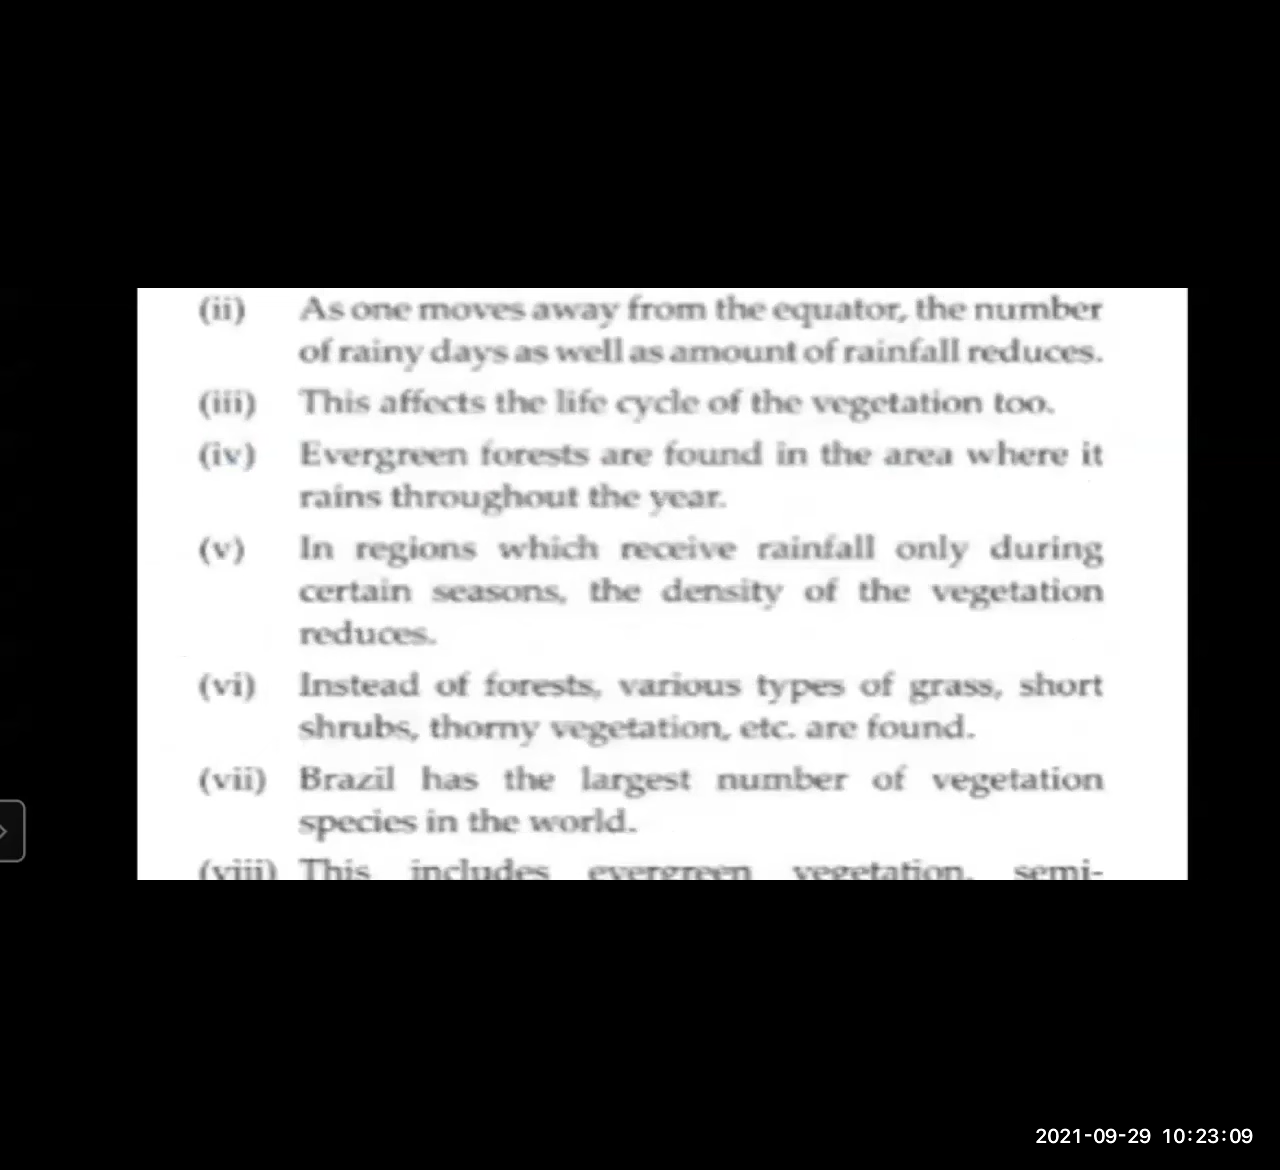 (ii) As one moves away from the equator, the number
of rainy days as well as amount of rainfall reduces.
(iii) This affects the life cycle of the vegetation too.
(iv) Evergreen forests are found in the area where it
rains throughout the year.
(v) In regions which receive rainfall only during
certain seasons, the density of the vegetation
reduces.
(vi) Instead of forests, various types of grass, short
shrubs, thorny vegetation, etc. are found.
(vii) Brazil has the largest number of vegetation
species in the world.
(viii) This includes evergreen vegetation, semi-
2021-09-29 10:23:09